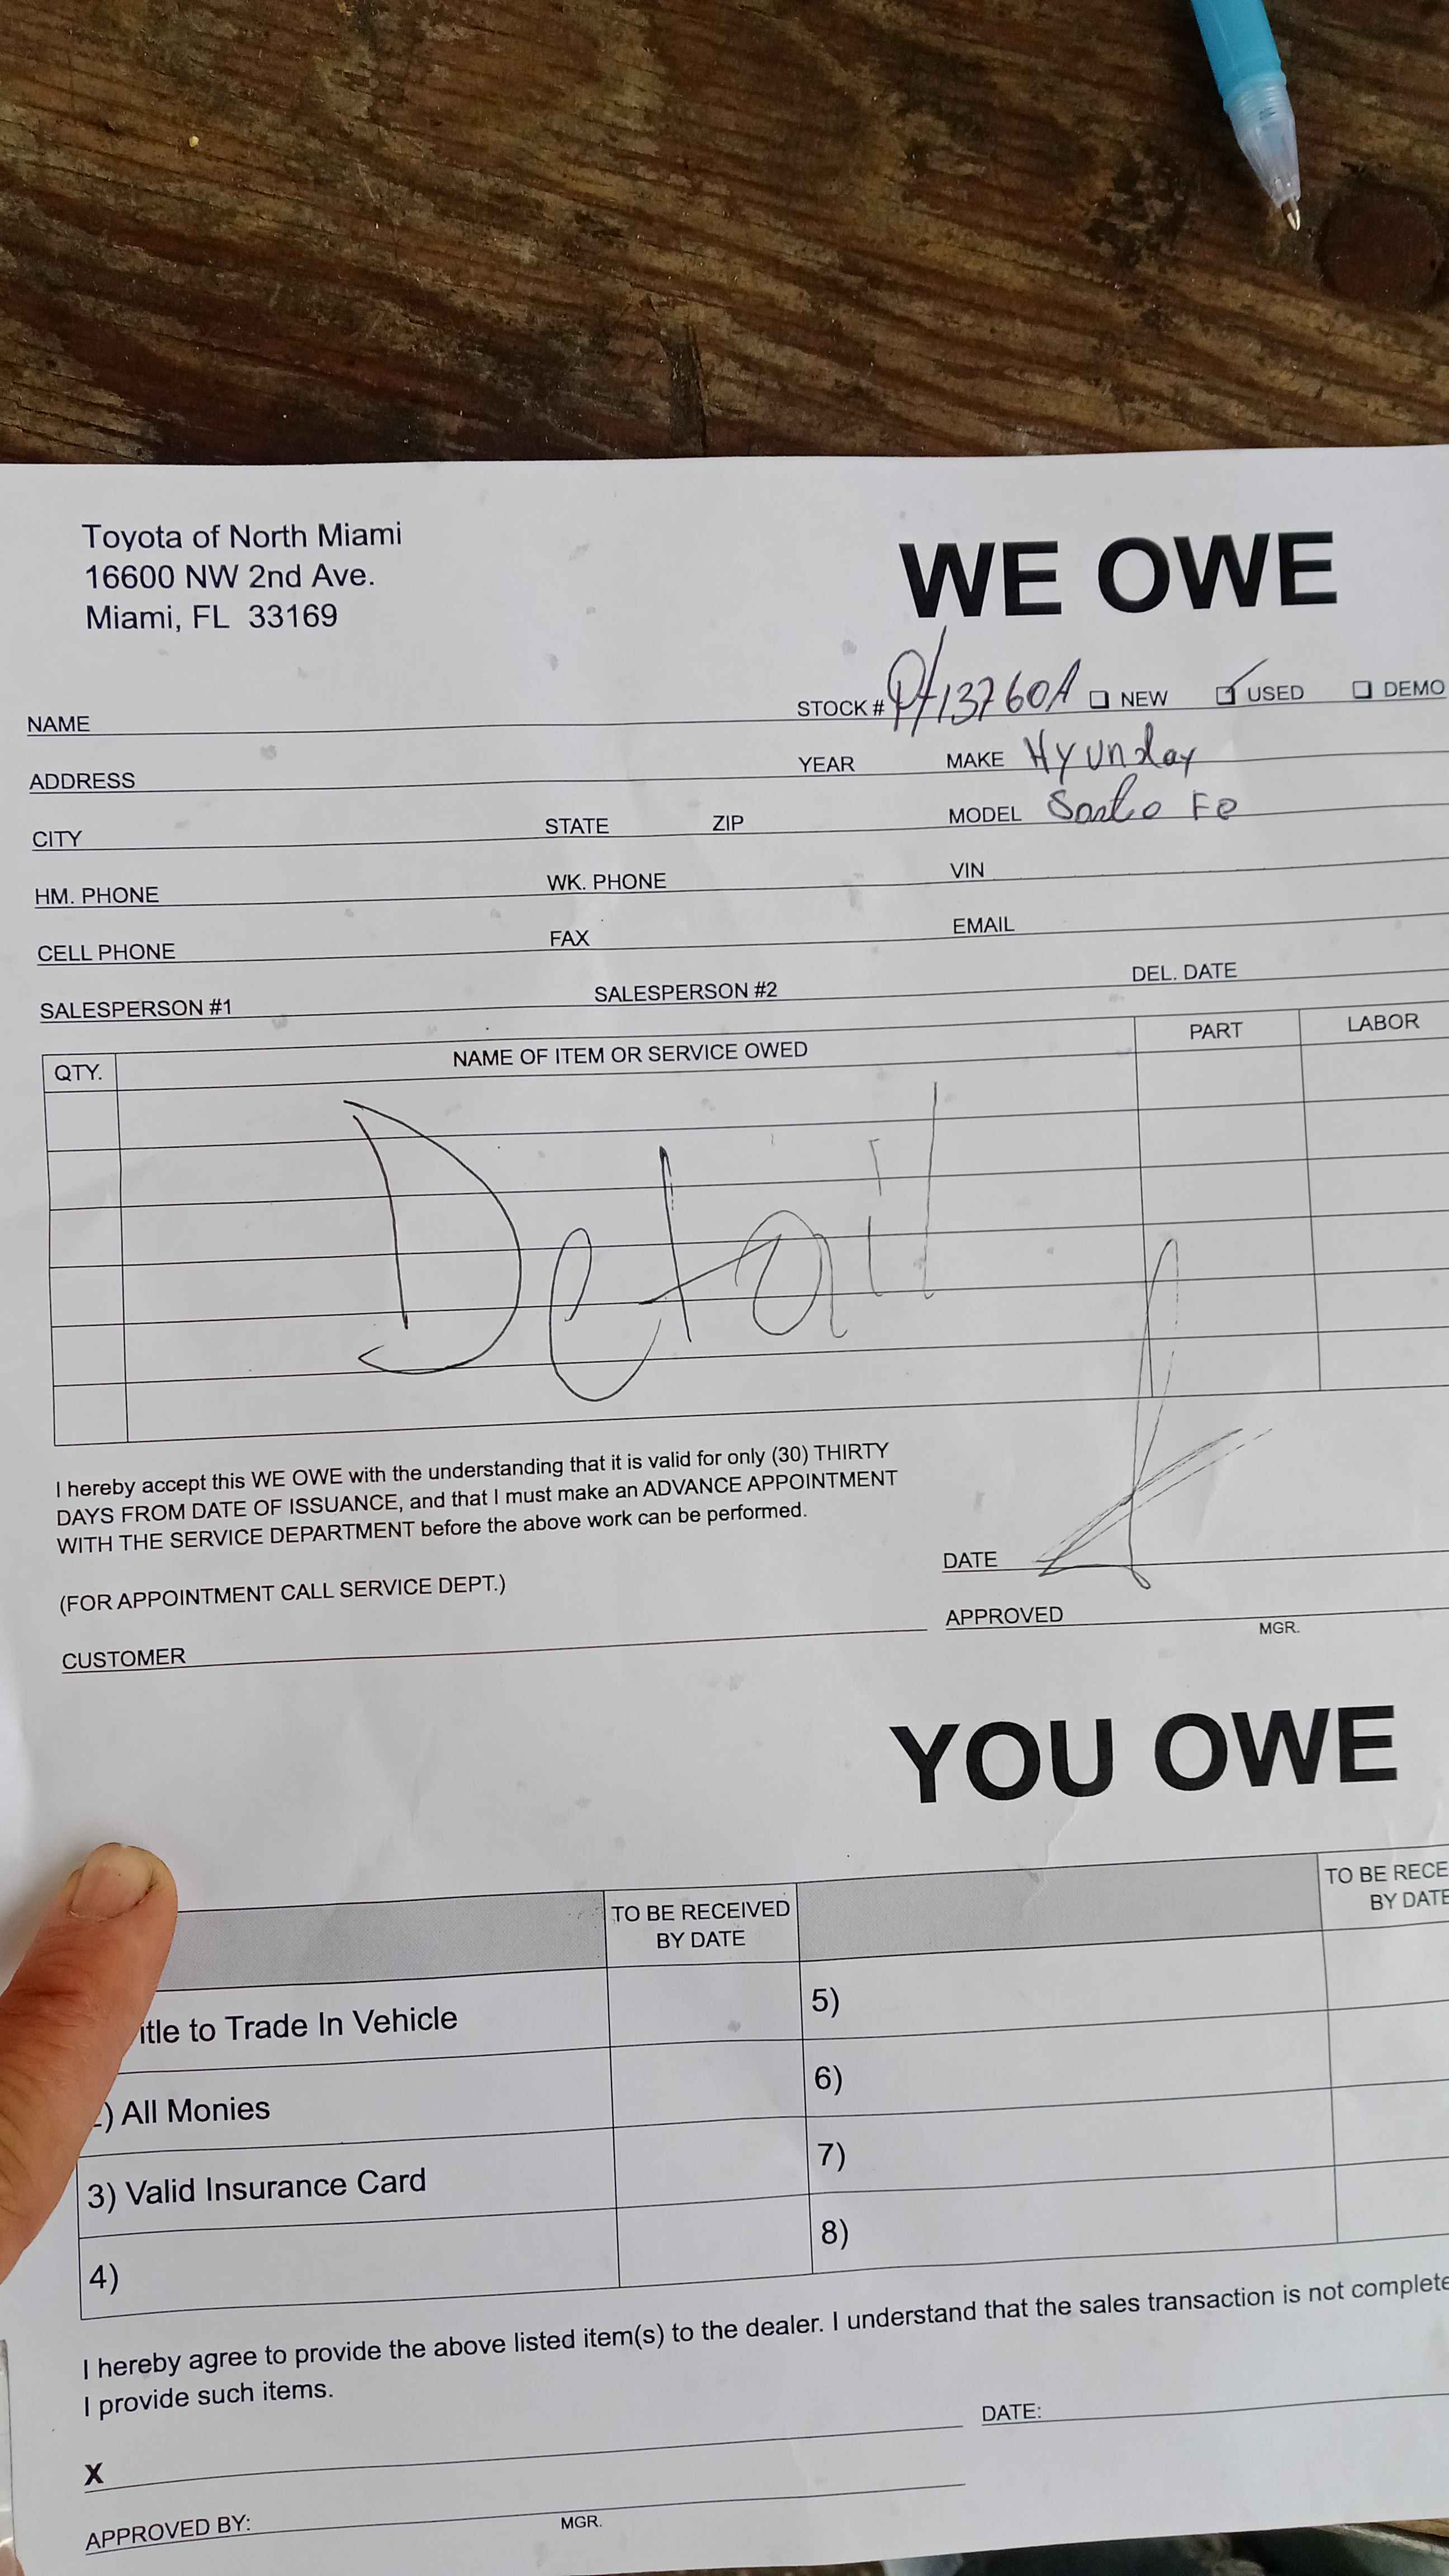 Toyota of North Miami
16600 NW 2nd Ave.
Miami, FL 33169
WE OWE
NAME STOCK # P/13760A NEW USED DEMO
ADDRESS YEAR MAKE Hyunday
CITY STATE ZIP MODEL Santa Fe
HM. PHONE WK. PHONE VIN
CELL PHONE FAX EMAIL
SALESPERSON #1 SALESPERSON #2 DEL. DATE
QTY. NAME OF ITEM OR SERVICE OWED PART LABOR
Detail
I hereby accept this WE OWE with the understanding that it is valid for only (30) THIRTY
DAYS FROM DATE OF ISSUANCE, and that I must make an ADVANCE APPOINTMENT
WITH THE SERVICE DEPARTMENT before the above work can be performed.
DATE
(FOR APPOINTMENT CALL SERVICE DEPT.)
APPROVED
MGR.
CUSTOMER
YOU OWE
TO BE RECEIVED
BY DATE
TO BE RECE
BY DATE
itle to Trade In Vehicle 5)
) All Monies 6)
3) Valid Insurance Card 7)
4) 8)
I hereby agree to provide the above listed item(s) to the dealer. I understand that the sales transaction is not complete
I provide such items.
X DATE:
APPROVED BY: MGR.